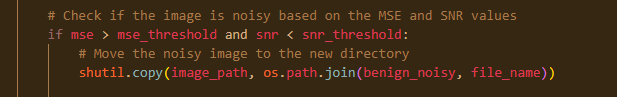 # Check if the image is noisy based on the MSE and SNR values
if mse > mse_threshold and snr < snr_threshold:
# Move the noisy image to the new directory
shutil.copy(image_path, os.path.join(benign_noisy, file_name))